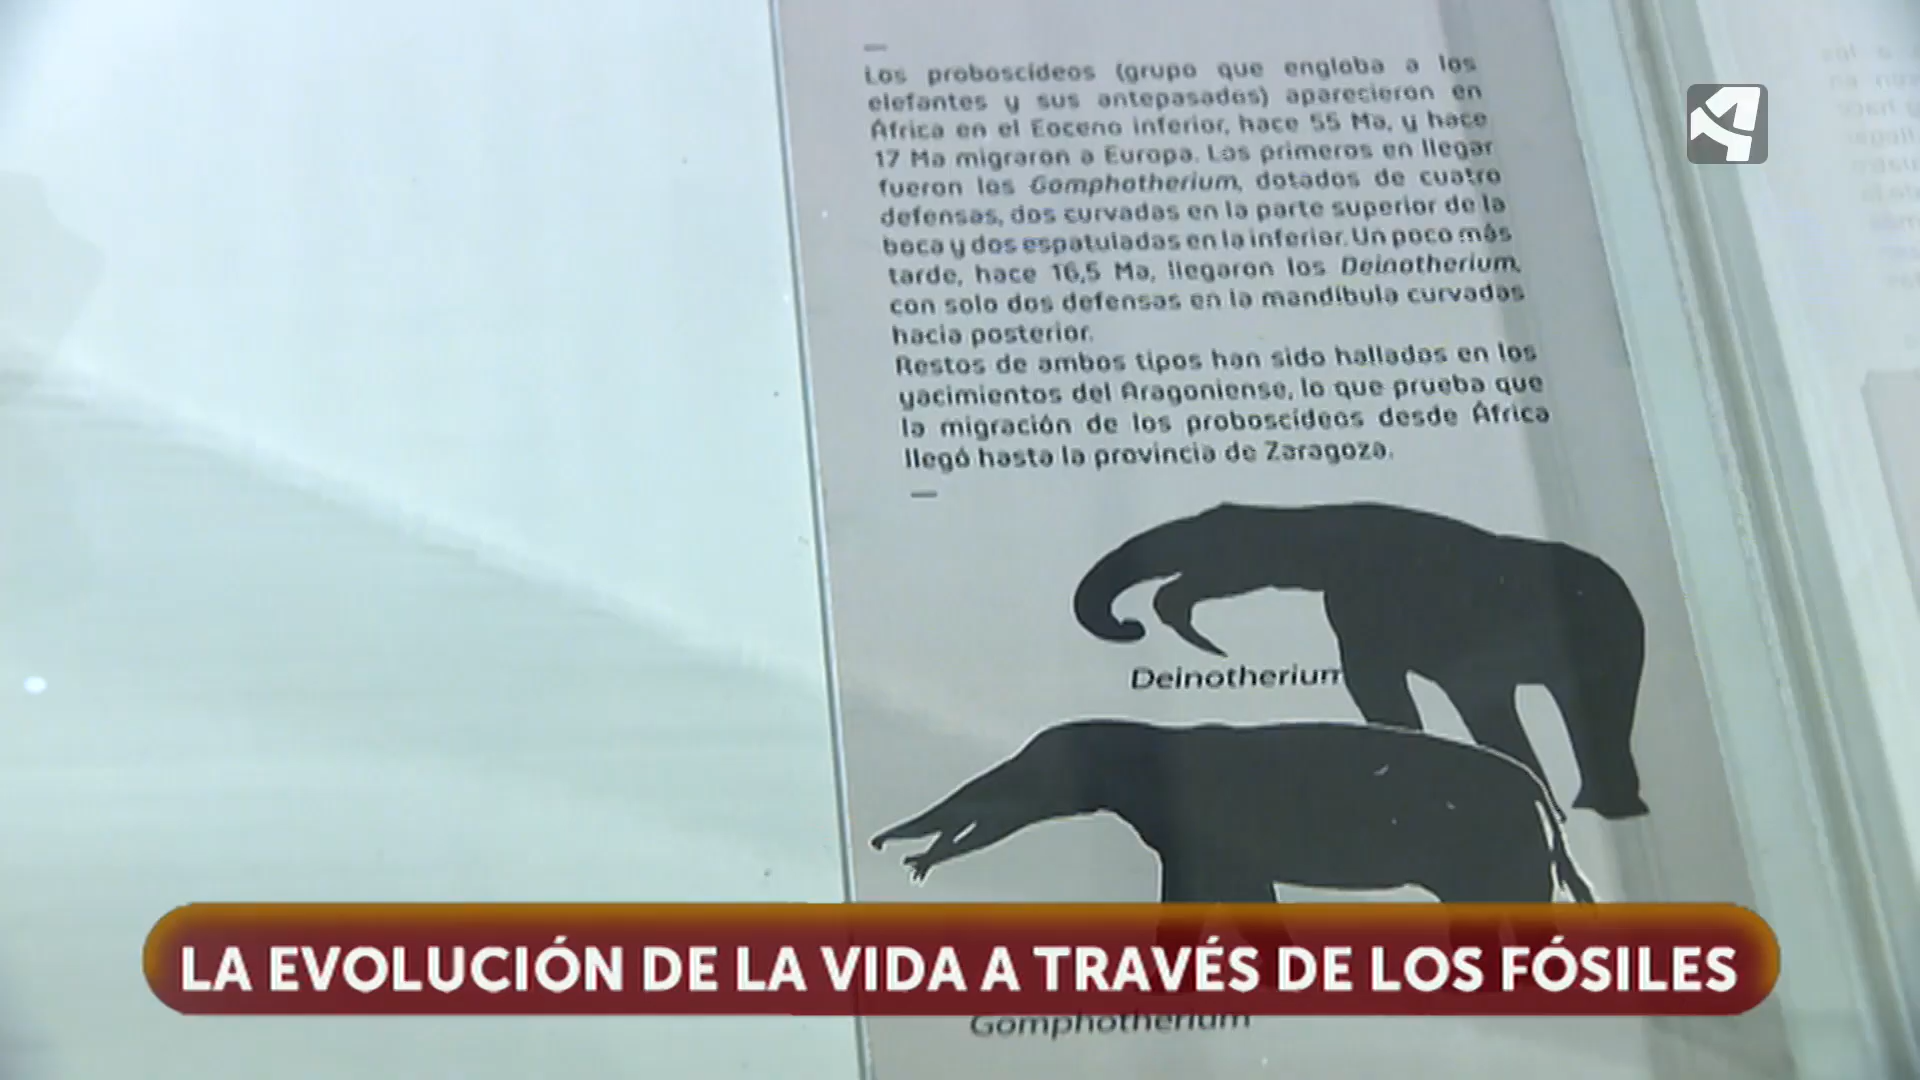 Los proboscídeos (grupo que engloba a los
elefantes y sus antepasados) aparecieron en
África en el Eoceno inferior, hace 55 Ma, y hace
17 Ma migraron a Europa. Los primeros en llegar
fueron los Gomphotherium, dotados de cuatro
defensas, dos curvadas en la parte superior de la
boca y dos espatuladas en la inferior. Un poco más
tarde, hace 16,5 Ma, llegaron los Deinotherium,
con solo dos defensas en la mandíbula curvadas
hacia posterior.
Restos de ambos tipos han sido hallados en los
yacimientos del Aragoniense, lo que prueba que
la migración de los proboscídeos desde África
llegó hasta la provincia de Zaragoza.
Deinotherium
LA EVOLUCIÓN DE LA VIDA A TRAVÉS DE LOS FÓSILES
Gomphotherium